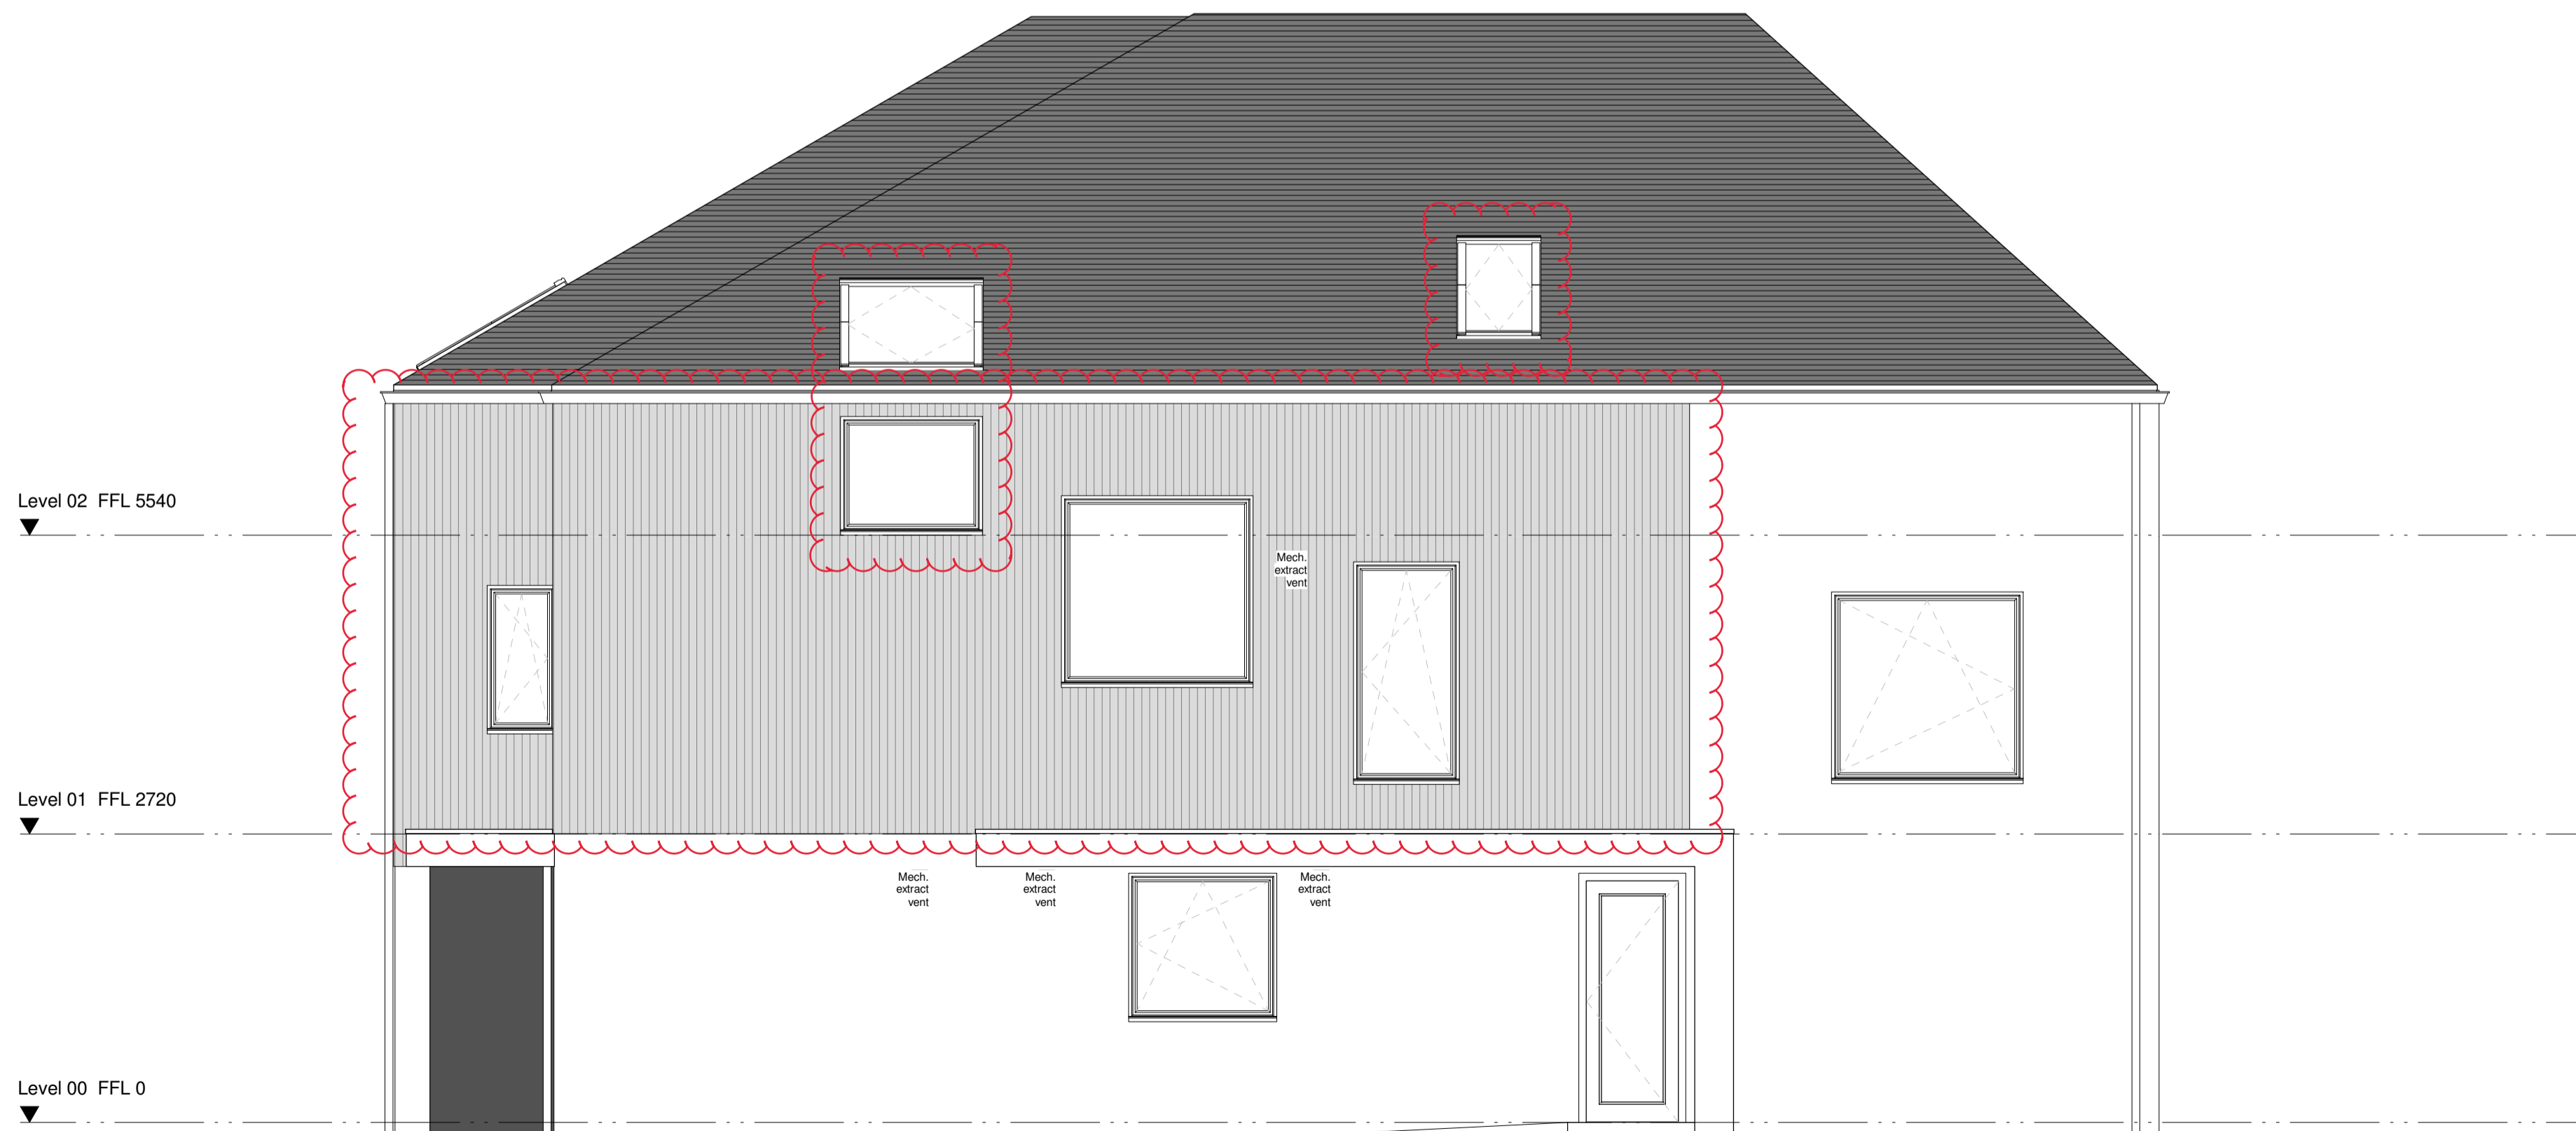 Level 02  FFL 5540
Mech.
extract
vent
Level 01  FFL 2720
Mech.
extract
vent
Mech.
extract
vent
Mech.
extract
vent
Level 00  FFL 0